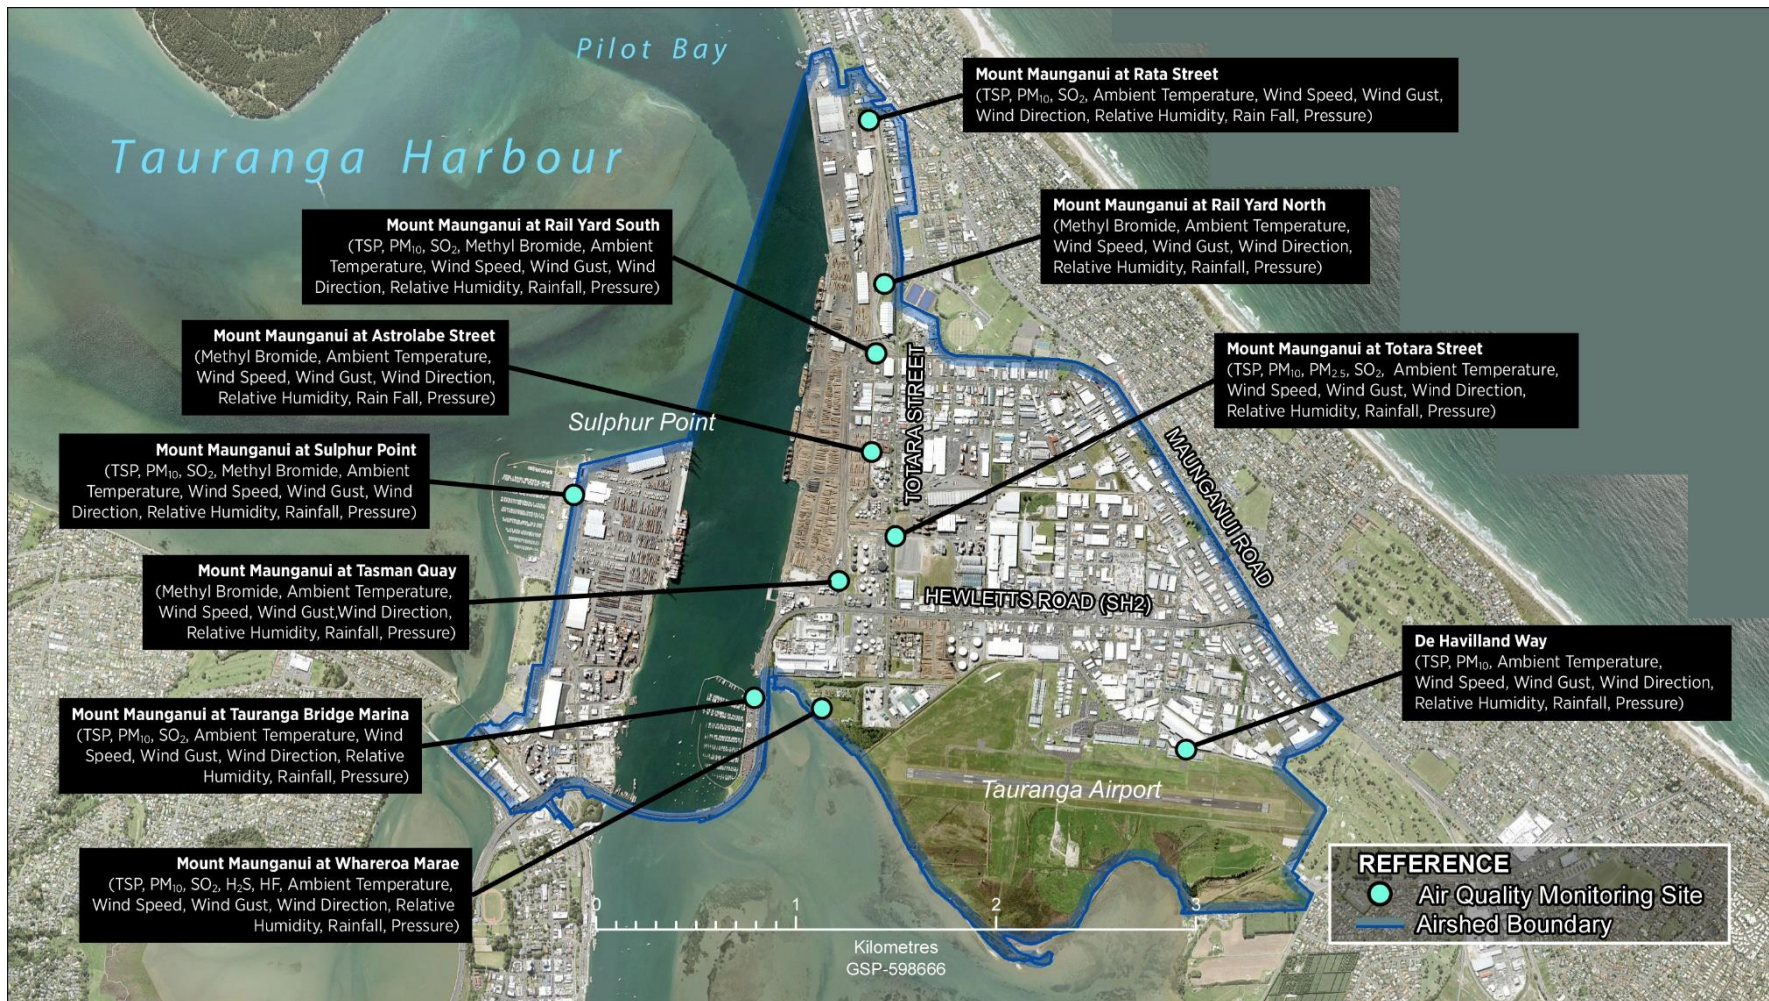 Pilot Bay
Tauranga Harbour
Mount Maunganui at Rata Street
(TSP, PM₁₀, SO₂, Ambient Temperature, Wind Speed, Wind Gust,
Wind Direction, Relative Humidity, Rain Fall, Pressure)
Mount Maunganui at Rail Yard North
(Methyl Bromide, Ambient Temperature,
Wind Speed, Wind Gust, Wind Direction,
Relative Humidity, Rainfall, Pressure)
Mount Maunganui at Rail Yard South
(TSP, PM₁₀, SO₂, Methyl Bromide, Ambient
Temperature, Wind Speed, Wind Gust, Wind
Direction, Relative Humidity, Rainfall, Pressure)
Mount Maunganui at Astrolabe Street
(Methyl Bromide, Ambient Temperature,
Wind Speed, Wind Gust, Wind Direction,
Relative Humidity, Rain Fall, Pressure)
Mount Maunganui at Totara Street
(TSP, PM₁₀, PM₂.₅, SO₂, Ambient Temperature,
Wind Speed, Wind Gust, Wind Direction,
Relative Humidity, Rainfall, Pressure)
Sulphur Point
TOTARA STREET
MAUNGANUI ROAD
Mount Maunganui at Sulphur Point
(TSP, PM₁₀, SO₂, Methyl Bromide, Ambient
Temperature, Wind Speed, Wind Gust, Wind
Direction, Relative Humidity, Rainfall, Pressure)
Mount Maunganui at Tasman Quay
(Methyl Bromide, Ambient Temperature,
Wind Speed, Wind Gust,Wind Direction,
Relative Humidity, Rainfall, Pressure)
HEWLETTS ROAD (SH2)
De Havilland Way
(TSP, PM₁₀, Ambient Temperature,
Wind Speed, Wind Gust, Wind Direction,
Relative Humidity, Rainfall, Pressure)
Mount Maunganui at Tauranga Bridge Marina
(TSP, PM₁₀, SO₂, Ambient Temperature, Wind
Speed, Wind Gust, Wind Direction, Relative
Humidity, Rainfall, Pressure)
Tauranga Airport
Mount Maunganui at Whareroa Marae
(TSP, PM₁₀, SO₂, H₂S, HF, Ambient Temperature,
Wind Speed, Wind Gust, Wind Direction, Relative
Humidity, Rainfall, Pressure)
0 1 2 3
Kilometres
GSP-598666
REFERENCE
Air Quality Monitoring Site
Airshed Boundary